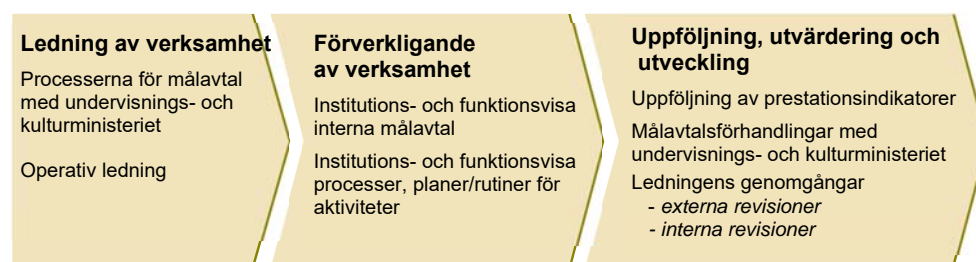 Ledning av verksamhet
Processerna för målavtal
med undervisnings- och
kulturministeriet
Operativ ledning
Förverkligande
av verksamhet
Institutions- och funktionsvisa
interna målavtal
Institutions- och funktionsvisa
processer, planer/rutiner för
aktiviteter
Uppföljning, utvärdering och
utveckling
Uppföljning av prestationsindikatorer
Målavtalsförhandlingar med
undervisnings- och kulturministeriet
Ledningens genomgångar
- externa revisioner
- interna revisioner